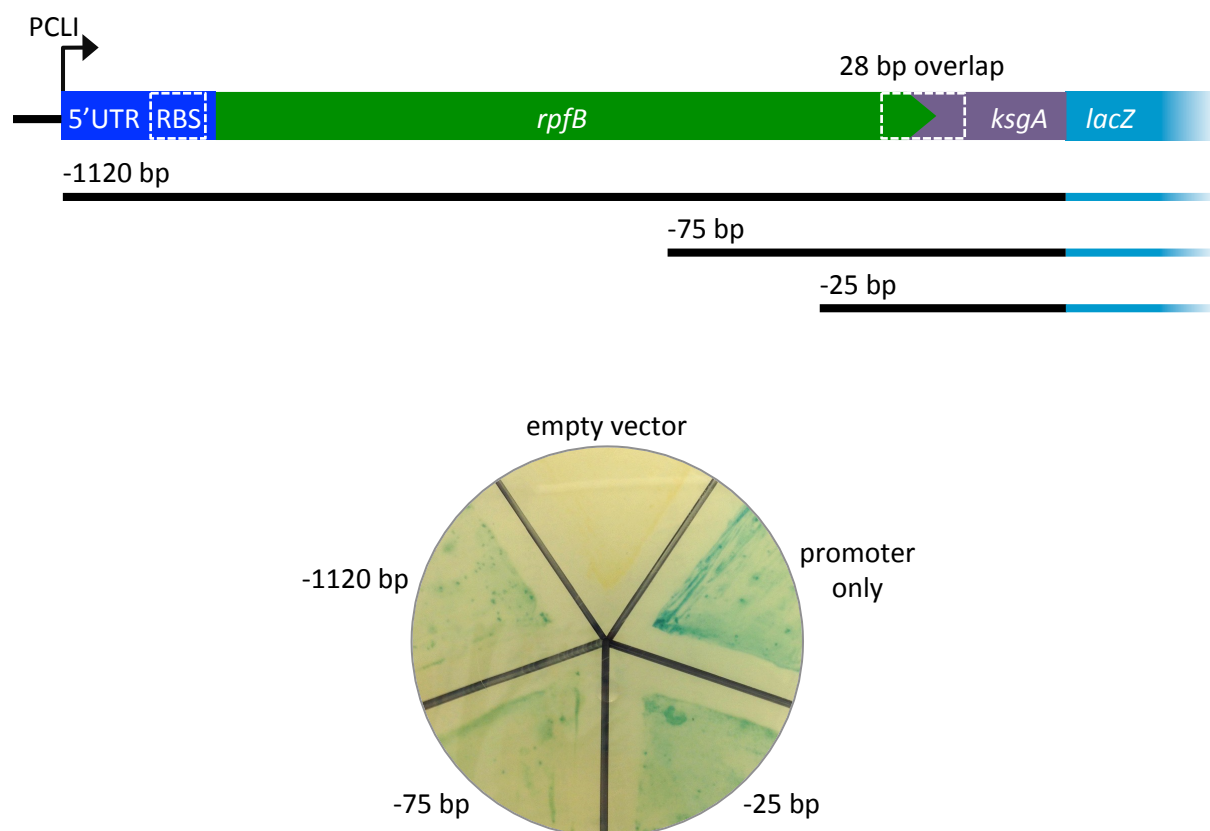 PCLI
28 bp overlap
5’UTR RBS rpfB ksgA lacZ
-1120 bp
-75 bp
-25 bp
empty vector
-1120 bp
promoter
only
-75 bp
-25 bp